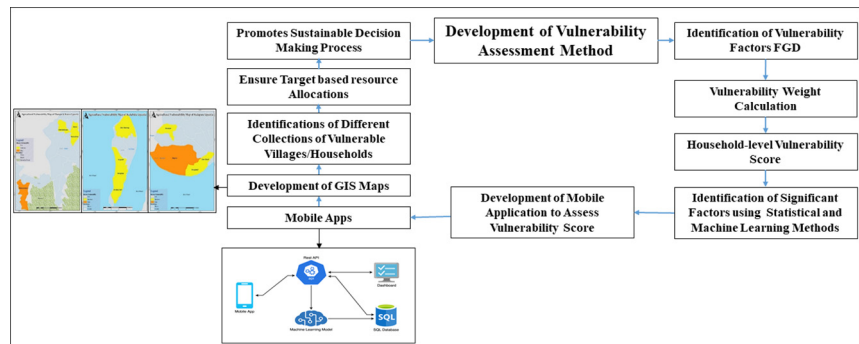 Promotes Sustainable Decision
Making Process
Development of Vulnerability
Assessment Method
Identification of Vulnerability
Factors FGD
Ensure Target based resource
Allocations
Vulnerability Weight
Calculation
Identifications of Different
Collections of Vulnerable
Villages/Households
Household-level Vulnerability
Score
Development of GIS Maps
Development of Mobile
Application to Assess
Vulnerability Score
Identification of Significant
Factors using Statistical and
Machine Learning Methods
Mobile Apps
Rest API
Dashboard
Mobile App
Machine Learning Model
SQL
SQL Database